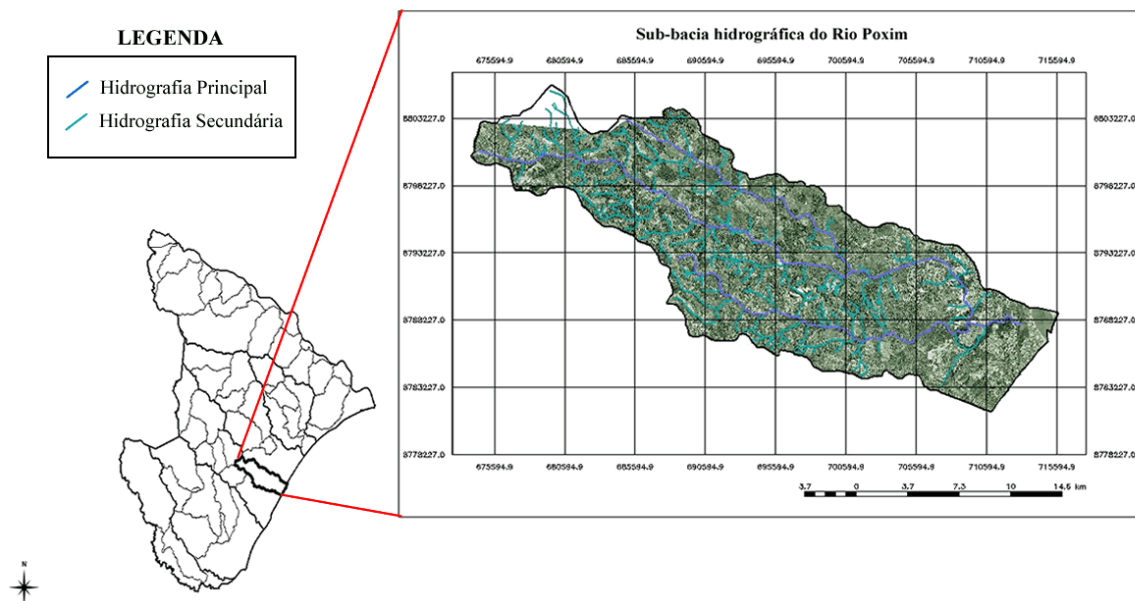 LEGENDA
Hidrografia Principal
Hidrografia Secundária
Sub-bacia hidrográfica do Rio Poxim
675594.9 680594.9 685594.9 690594.9 695594.9 700594.9 705594.9 710594.9 715594.9
8803227.0 8803227.0
8798227.0 8798227.0
8793227.0 8793227.0
8788227.0 8788227.0
8783227.0 8783227.0
8778227.0 8778227.0
675594.9 680594.9 685594.9 690594.9 695594.9 700594.9 705594.9 710594.9 715594.9
3.7 0 3.7 7.3 10 14.6 km
N